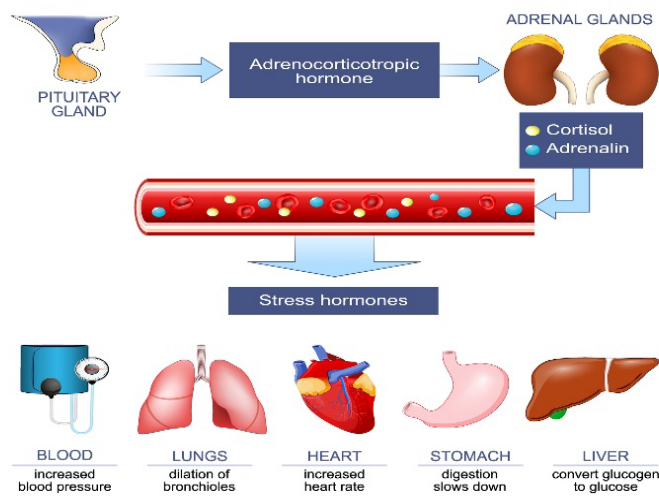 ADRENAL GLANDS
Adrenocorticotropic
hormone
PITUITARY
GLAND
Cortisol
Adrenalin
Stress hormones
BLOOD
increased
blood pressure
LUNGS
dilation of
bronchioles
HEART
increased
heart rate
STOMACH
digestion
slows down
LIVER
convert glucogen
to glucose